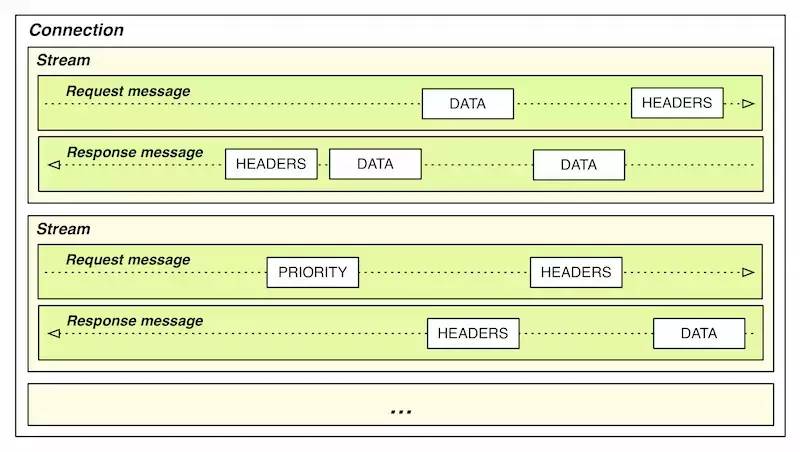 Connection
Stream
Request message
DATA HEADERS
Response message
HEADERS DATA DATA
Stream
Request message
PRIORITY HEADERS
Response message
HEADERS DATA
...